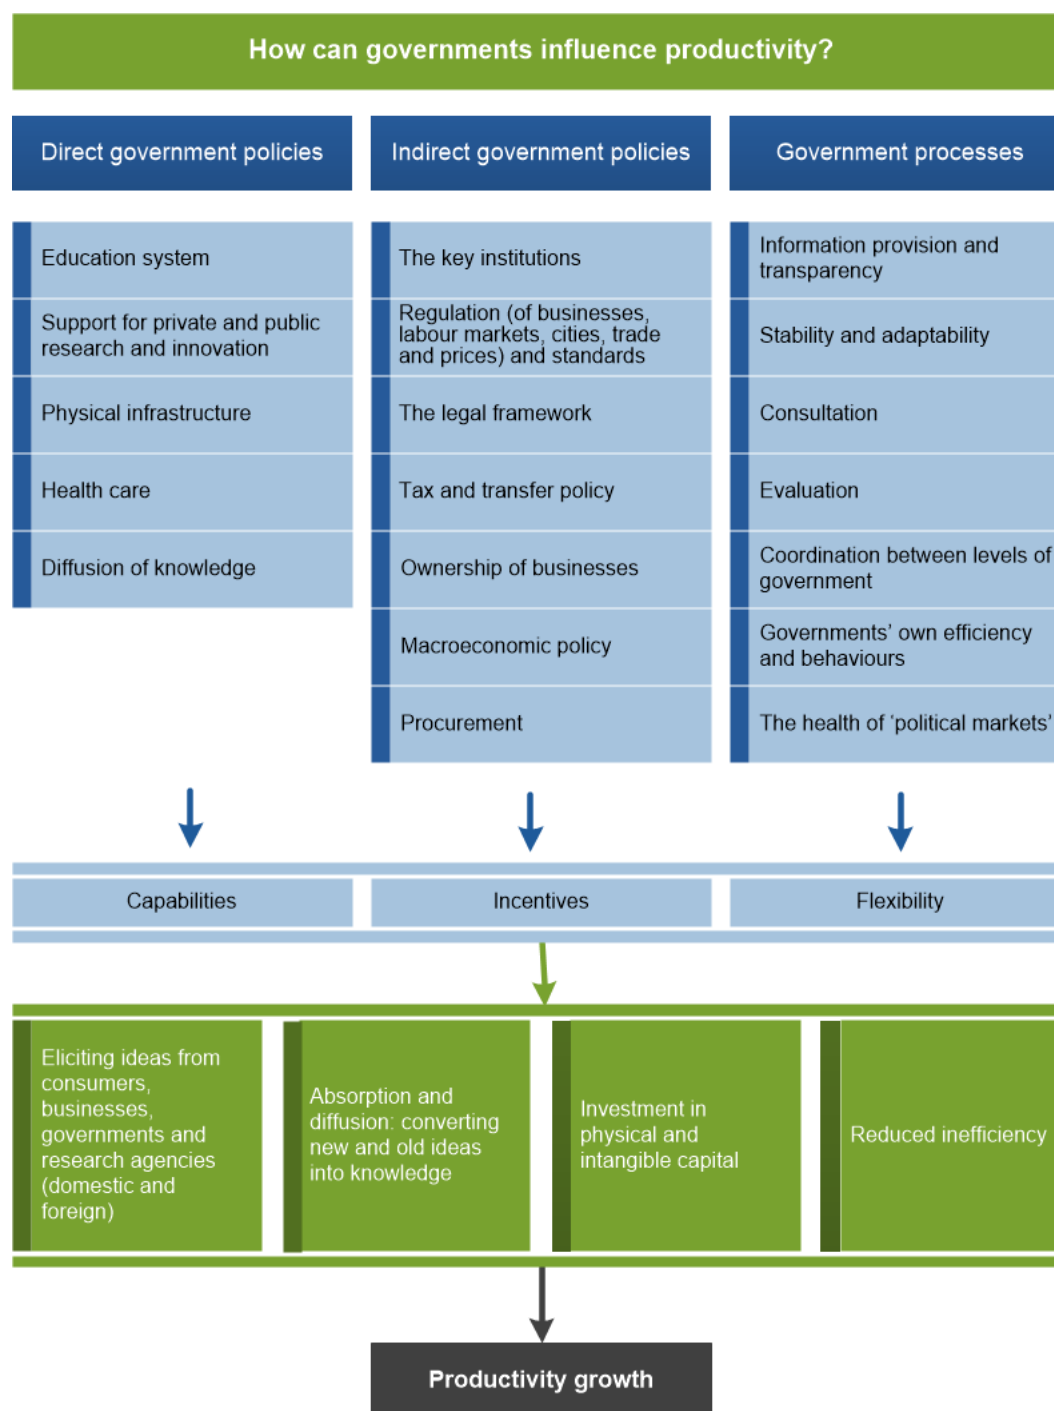 How can governments influence productivity?
Direct government policies
Indirect government policies
Government processes
Education system
Support for private and public
research and innovation
Physical infrastructure
Health care
Diffusion of knowledge
The key institutions
Regulation (of businesses,
labour markets, cities, trade
and prices) and standards
The legal framework
Tax and transfer policy
Ownership of businesses
Macroeconomic policy
Procurement
Information provision and
transparency
Stability and adaptability
Consultation
Evaluation
Coordination between levels of
government
Governments’ own efficiency
and behaviours
The health of ‘political markets’
Capabilities
Incentives
Flexibility
Eliciting ideas from
consumers,
businesses,
governments and
research agencies
(domestic and
foreign)
Absorption and
diffusion: converting
new and old ideas
into knowledge
Investment in
physical and
intangible capital
Reduced inefficiency
Productivity growth